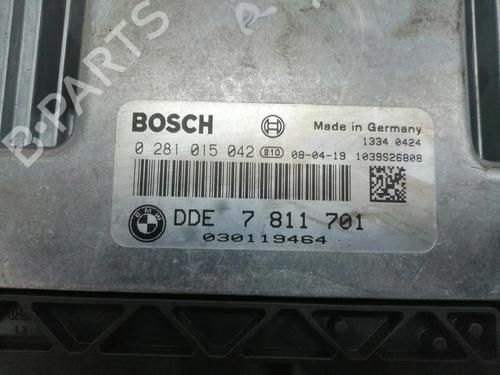 B-PARTS
BOSCH
Made in Germany
1334 0424
0 281 015 042 810 08-04-19 1039S26808
BMW
DDE 7 811 701
030119464